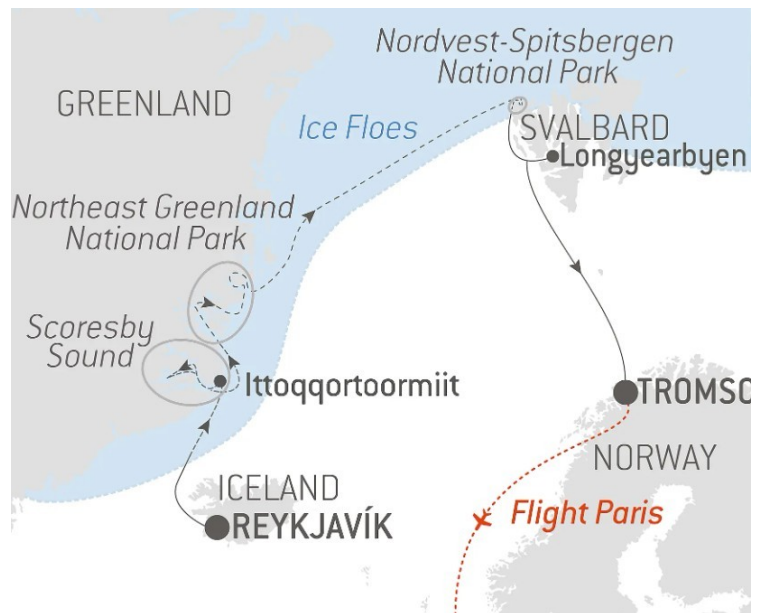 Nordvest-Spitsbergen
National Park
GREENLAND
Ice Floes
SVALBARD
Longyearbyen
Northeast Greenland
National Park
Scoresby
Sound
Ittoqqortoormiit
TROMSO
NORWAY
ICELAND
REYKJAVÍK
Flight Paris